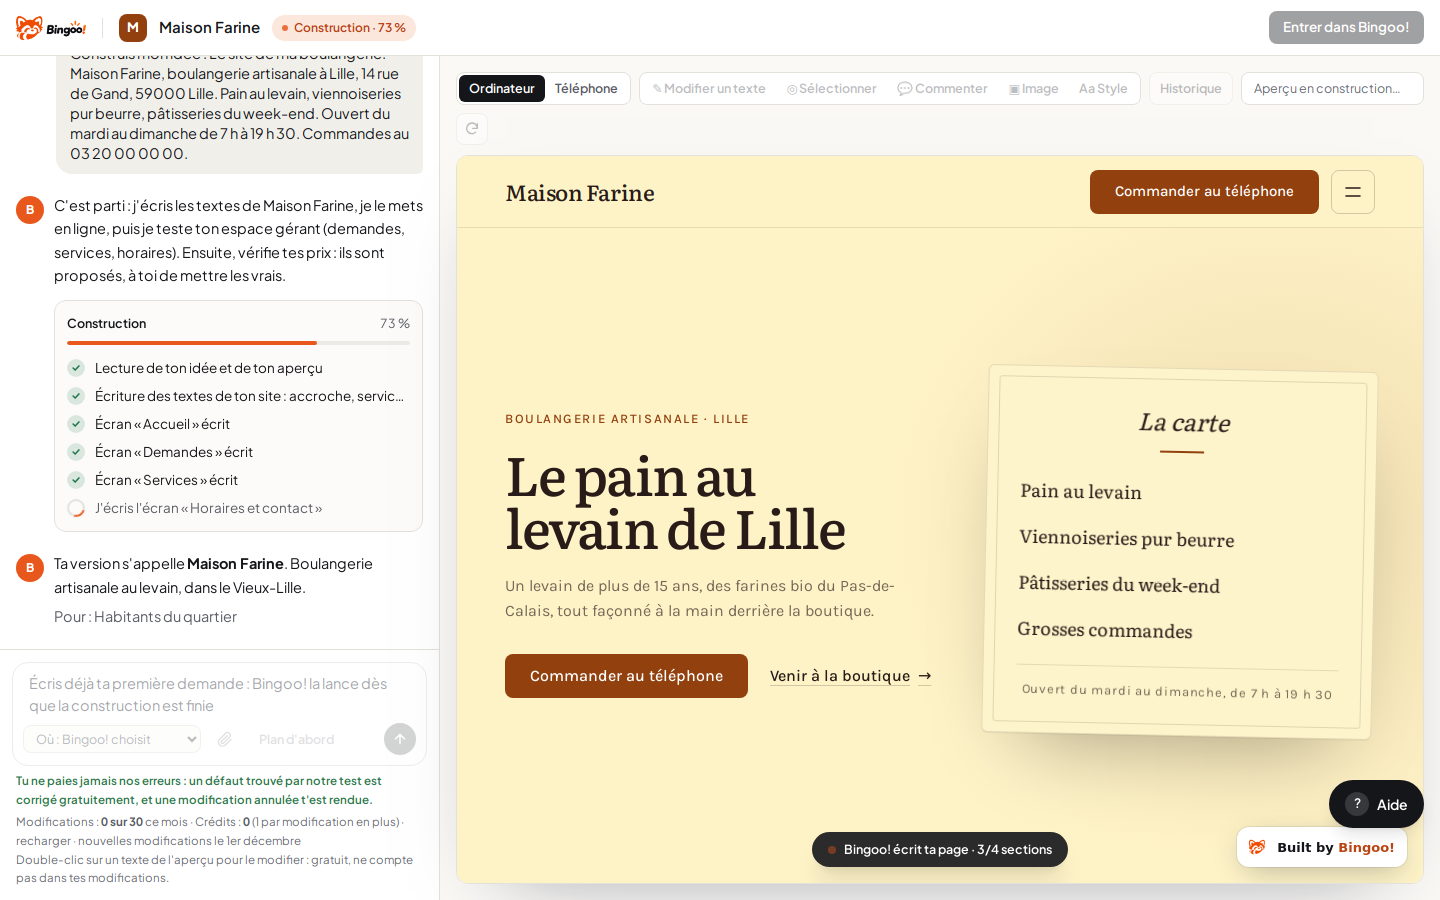 Bingoo!
M
Maison Farine
Construction · 73 %
Entrer dans Bingoo!
Construis mon idée : Le site de ma boulangerie.
Maison Farine, boulangerie artisanale à Lille, 14 rue
de Gand, 59000 Lille. Pain au levain, viennoiseries
pur beurre, pâtisseries du week-end. Ouvert du
mardi au dimanche de 7 h à 19 h 30. Commandes au
03 20 00 00 00.
B
C'est parti : j'écris les textes de Maison Farine, je le mets
en ligne, puis je teste ton espace gérant (demandes,
services, horaires). Ensuite, vérifie tes prix : ils sont
proposés, à toi de mettre les vrais.
Construction
73 %
Lecture de ton idée et de ton aperçu
Écriture des textes de ton site : accroche, servic...
Écran « Accueil » écrit
Écran « Demandes » écrit
Écran « Services » écrit
J'écris l'écran « Horaires et contact »
B
Ta version s'appelle Maison Farine. Boulangerie
artisanale au levain, dans le Vieux-Lille.
Pour : Habitants du quartier
Écris déjà ta première demande : Bingoo! la lance dès
que la construction est finie
Où : Bingoo! choisit
Plan d'abord
Tu ne paies jamais nos erreurs : un défaut trouvé par notre test est
corrigé gratuitement, et une modification annulée t'est rendue.
Modifications : 0 sur 30 ce mois · Crédits : 0 (1 par modification en plus) ·
recharger · nouvelles modifications le 1er décembre
Double-clic sur un texte de l'aperçu pour le modifier : gratuit, ne compte
pas dans tes modifications.
Ordinateur
Téléphone
Modifier un texte
Sélectionner
Commenter
Image
Aa Style
Historique
Aperçu en construction...
Maison Farine
Commander au téléphone
BOULANGERIE ARTISANALE · LILLE
Le pain au
levain de Lille
Un levain de plus de 15 ans, des farines bio du Pas-de-
Calais, tout façonné à la main derrière la boutique.
Commander au téléphone
Venir à la boutique →
La carte
Pain au levain
Viennoiseries pur beurre
Pâtisseries du week-end
Grosses commandes
Ouvert du mardi au dimanche, de 7 h à 19 h 30
Bingoo! écrit ta page · 3/4 sections
? Aide
Built by Bingoo!